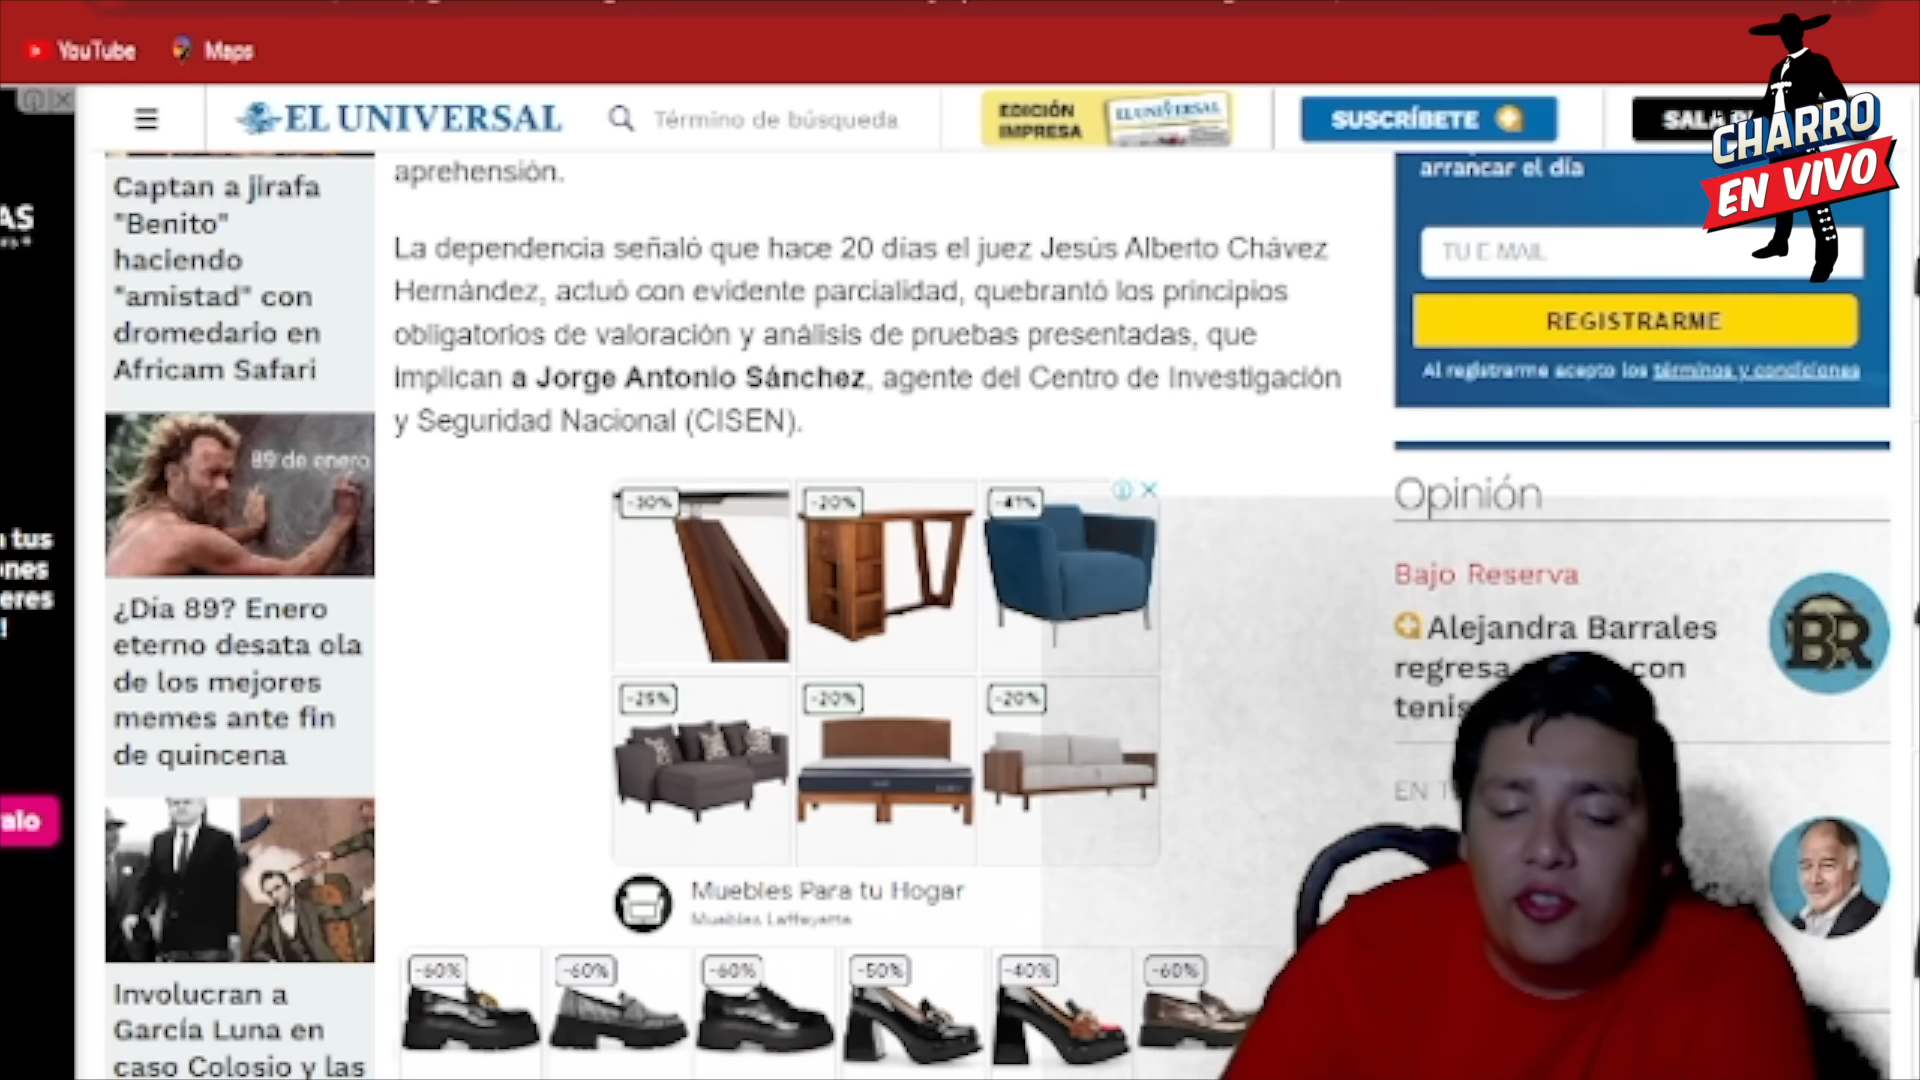 YouTube
Maps
EL UNIVERSAL
Término de búsqueda
EDICIÓN
IMPRESA
EL UNIVERSAL
SUSCRÍBETE
SALA
CHARRO
EN VIVO
AS
Captan a jirafa
"Benito"
haciendo
"amistad" con
dromedario en
Africam Safari
89 de enero
¿Día 89? Enero
eterno desata ola
de los mejores
memes ante fin
de quincena
Involucran a
García Luna en
caso Colosio y las
tus
ones
eres
!
alo
aprehensión.
La dependencia señaló que hace 20 días el juez Jesús Alberto Chávez
Hernández, actuó con evidente parcialidad, quebrantó los principios
obligatorios de valoración y análisis de pruebas presentadas, que
implican a Jorge Antonio Sánchez, agente del Centro de Investigación
y Seguridad Nacional (CISEN).
-30%
-20%
-41%
-25%
-20%
-20%
Muebles Para tu Hogar
Muebles Laffayette
-60%
-60%
-60%
-50%
-40%
-60%
arrancar el día
TU E-MAIL
REGISTRARME
Al registrarme acepto los términos y condiciones
Opinión
Bajo Reserva
Alejandra Barrales
regresa con
tenis
BR
EN